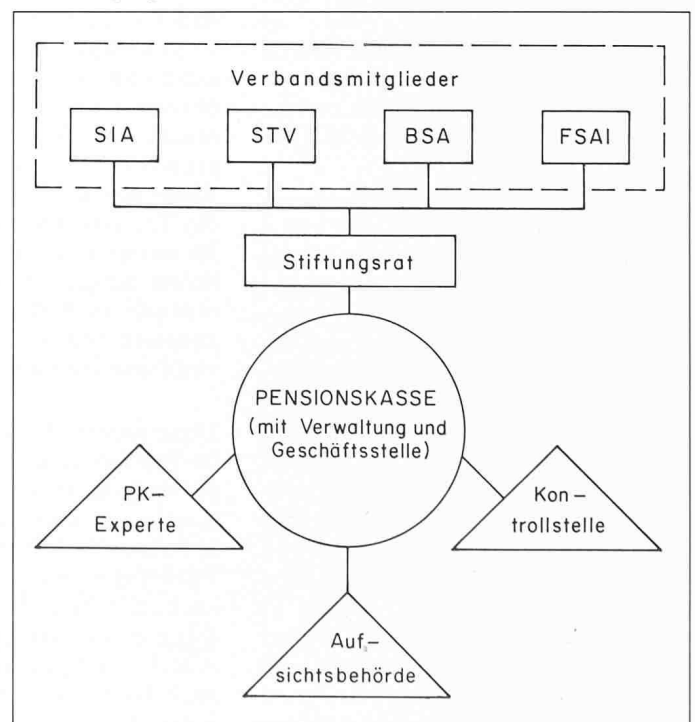 Verbandsmitglieder
SIA STV BSA FSAI
Stiftungsrat
PENSIONSKASSE
(mit Verwaltung und
Geschäftsstelle)
PK-
Experte
Kon-
trollstelle
Auf-
sichtsbehörde